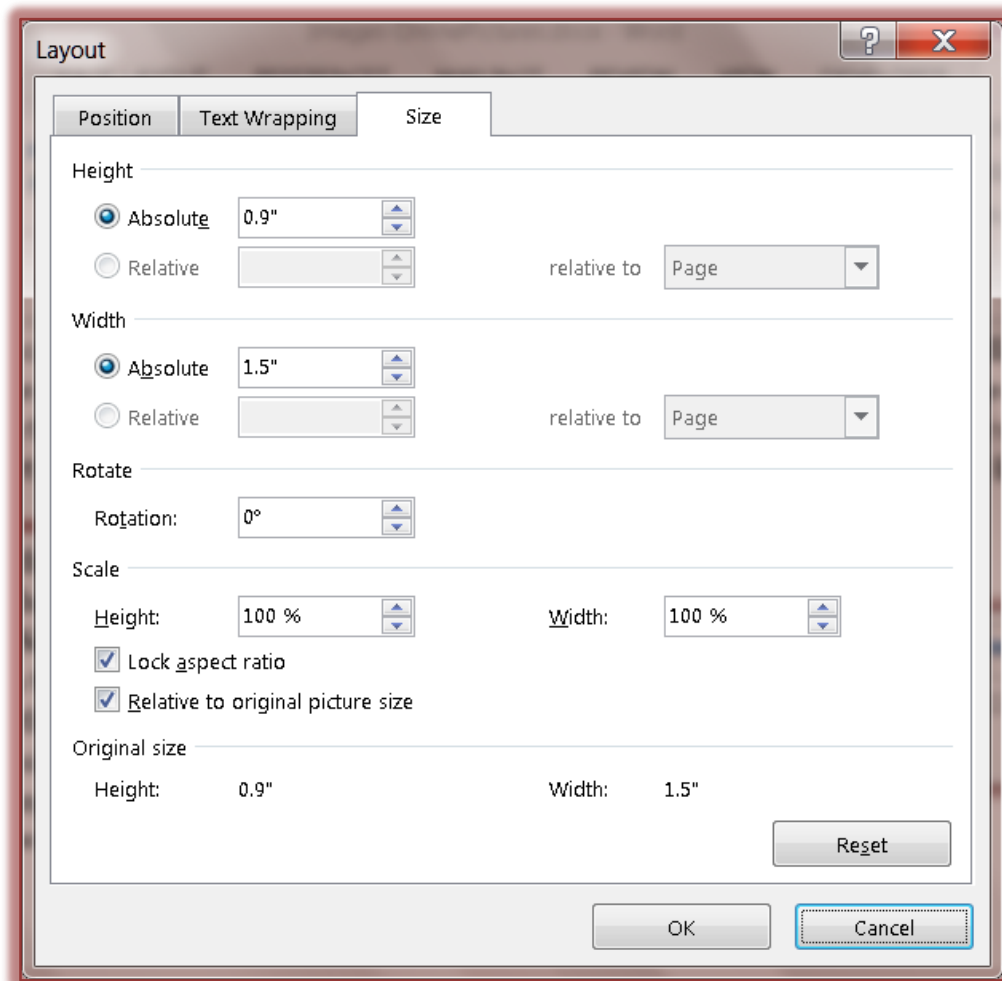 Layout
Position Text Wrapping Size
Height
Absolute 0.9"
Relative relative to Page
Width
Absolute 1.5"
Relative relative to Page
Rotate
Rotation: 0°
Scale
Height: 100 % Width: 100 %
Lock aspect ratio
Relative to original picture size
Original size
Height: 0.9" Width: 1.5"
Reset
OK Cancel